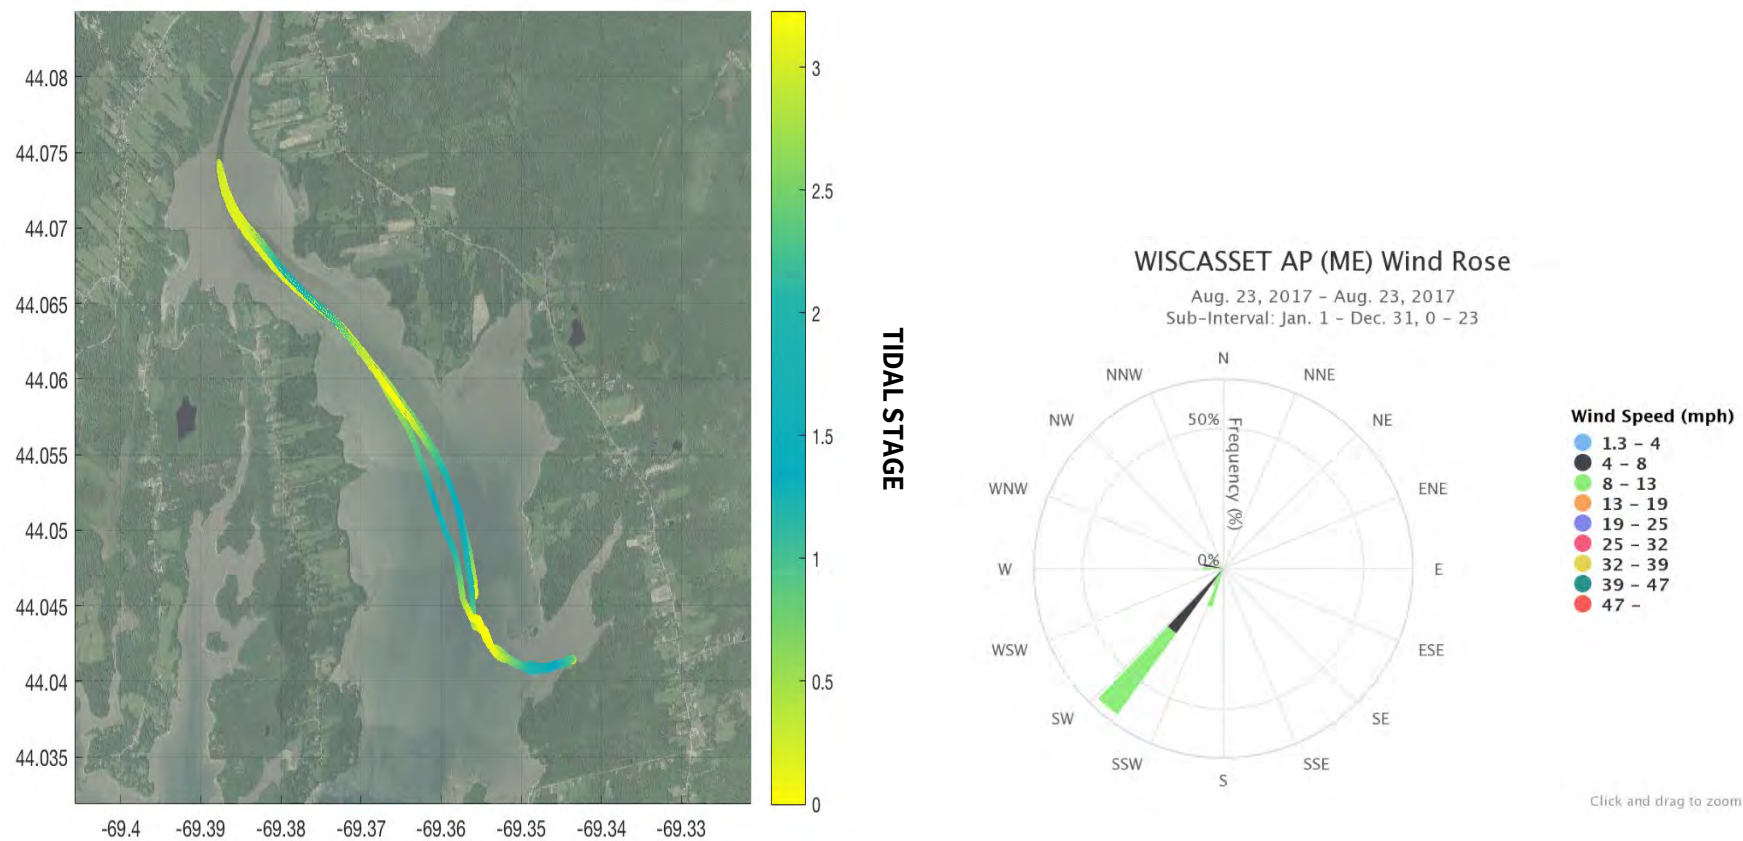 44.08
44.075
44.07
44.065
44.06
44.055
44.05
44.045
44.04
44.035
-69.4 -69.39 -69.38 -69.37 -69.36 -69.35 -69.34 -69.33
3
2.5
2
1.5
1
0.5
0
TIDAL STAGE
WISCASSET AP (ME) Wind Rose
Aug. 23, 2017 – Aug. 23, 2017
Sub-Interval: Jan. 1 – Dec. 31, 0 – 23
N
NNW NNE
NW NE
50%
Frequency (%)
WNW ENE
0%
W E
WSW ESE
SW SE
SSW SSE
S
Wind Speed (mph)
1.3 – 4
4 – 8
8 – 13
13 – 19
19 – 25
25 – 32
32 – 39
39 – 47
47 –
Click and drag to zoom